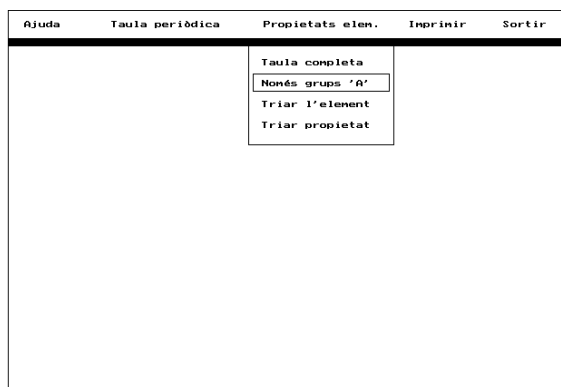 Ajuda Taula periòdica Propietats elem. Imprimir Sortir
Taula completa
Només grups 'A'
Triar l'element
Triar propietat